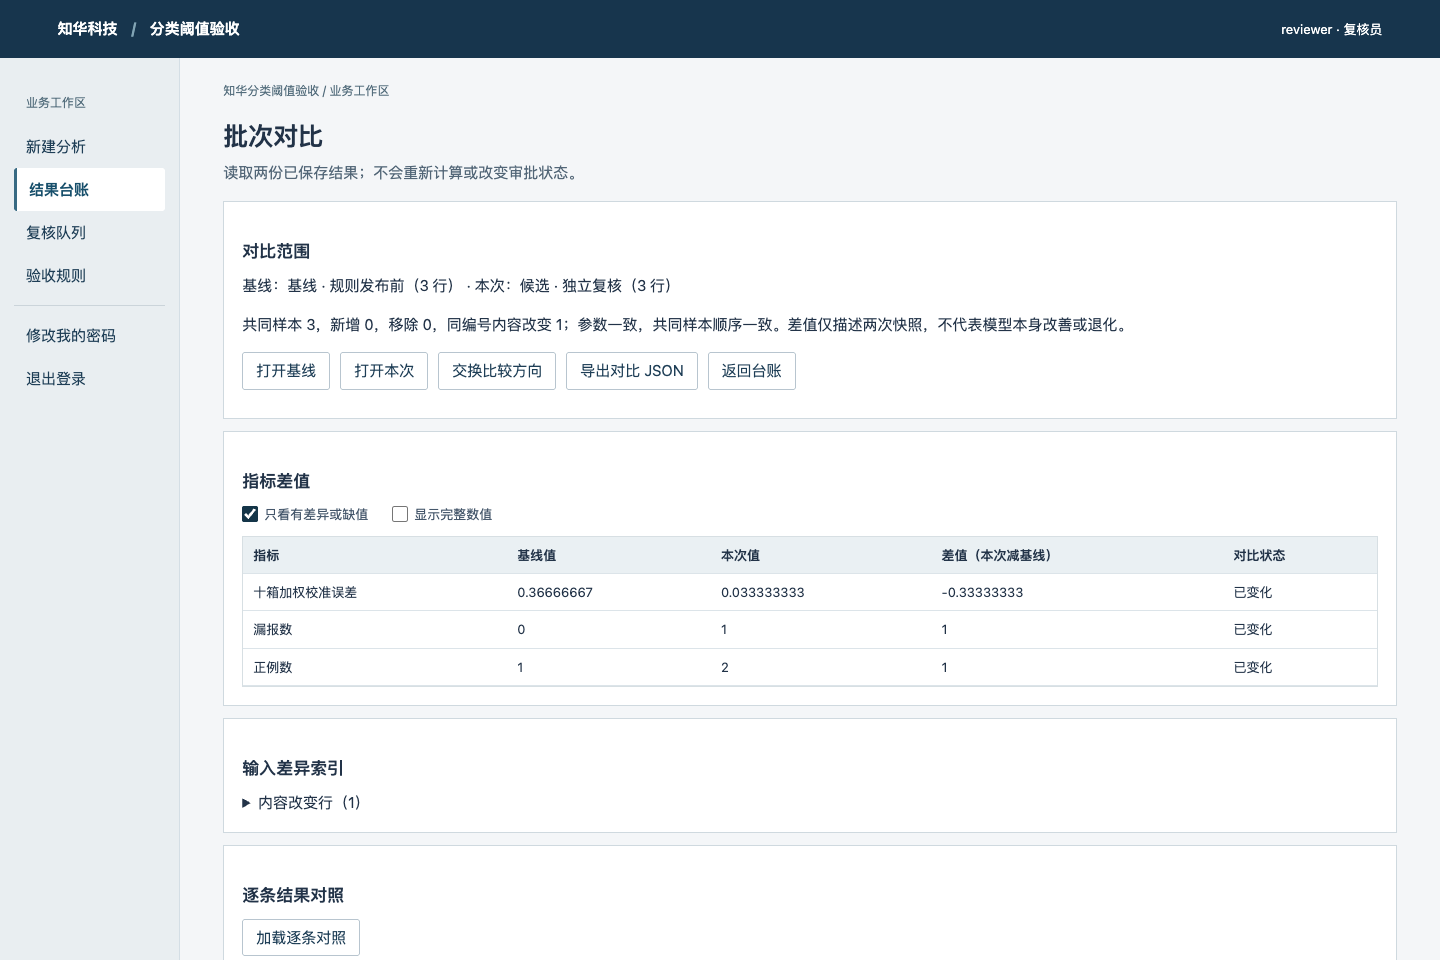 知华科技 / 分类阈值验收
reviewer · 复核员
业务工作区
新建分析
结果台账
复核队列
验收规则
修改我的密码
退出登录
知华分类阈值验收 / 业务工作区
批次对比
读取两份已保存结果；不会重新计算或改变审批状态。
对比范围
基线：基线 · 规则发布前（3 行） · 本次：候选 · 独立复核（3 行）
共同样本 3，新增 0，移除 0，同编号内容改变 1；参数一致，共同样本顺序一致。差值仅描述两次快照，不代表模型本身改善或退化。
打开基线 打开本次 交换比较方向 导出对比 JSON 返回台账
指标差值
只看有差异或缺值 显示完整数值
指标 基线值 本次值 差值（本次减基线） 对比状态
十箱加权校准误差 0.36666667 0.033333333 -0.33333333 已变化
漏报数 0 1 1 已变化
正例数 1 2 1 已变化
输入差异索引
内容改变行（1）
逐条结果对照
加载逐条对照